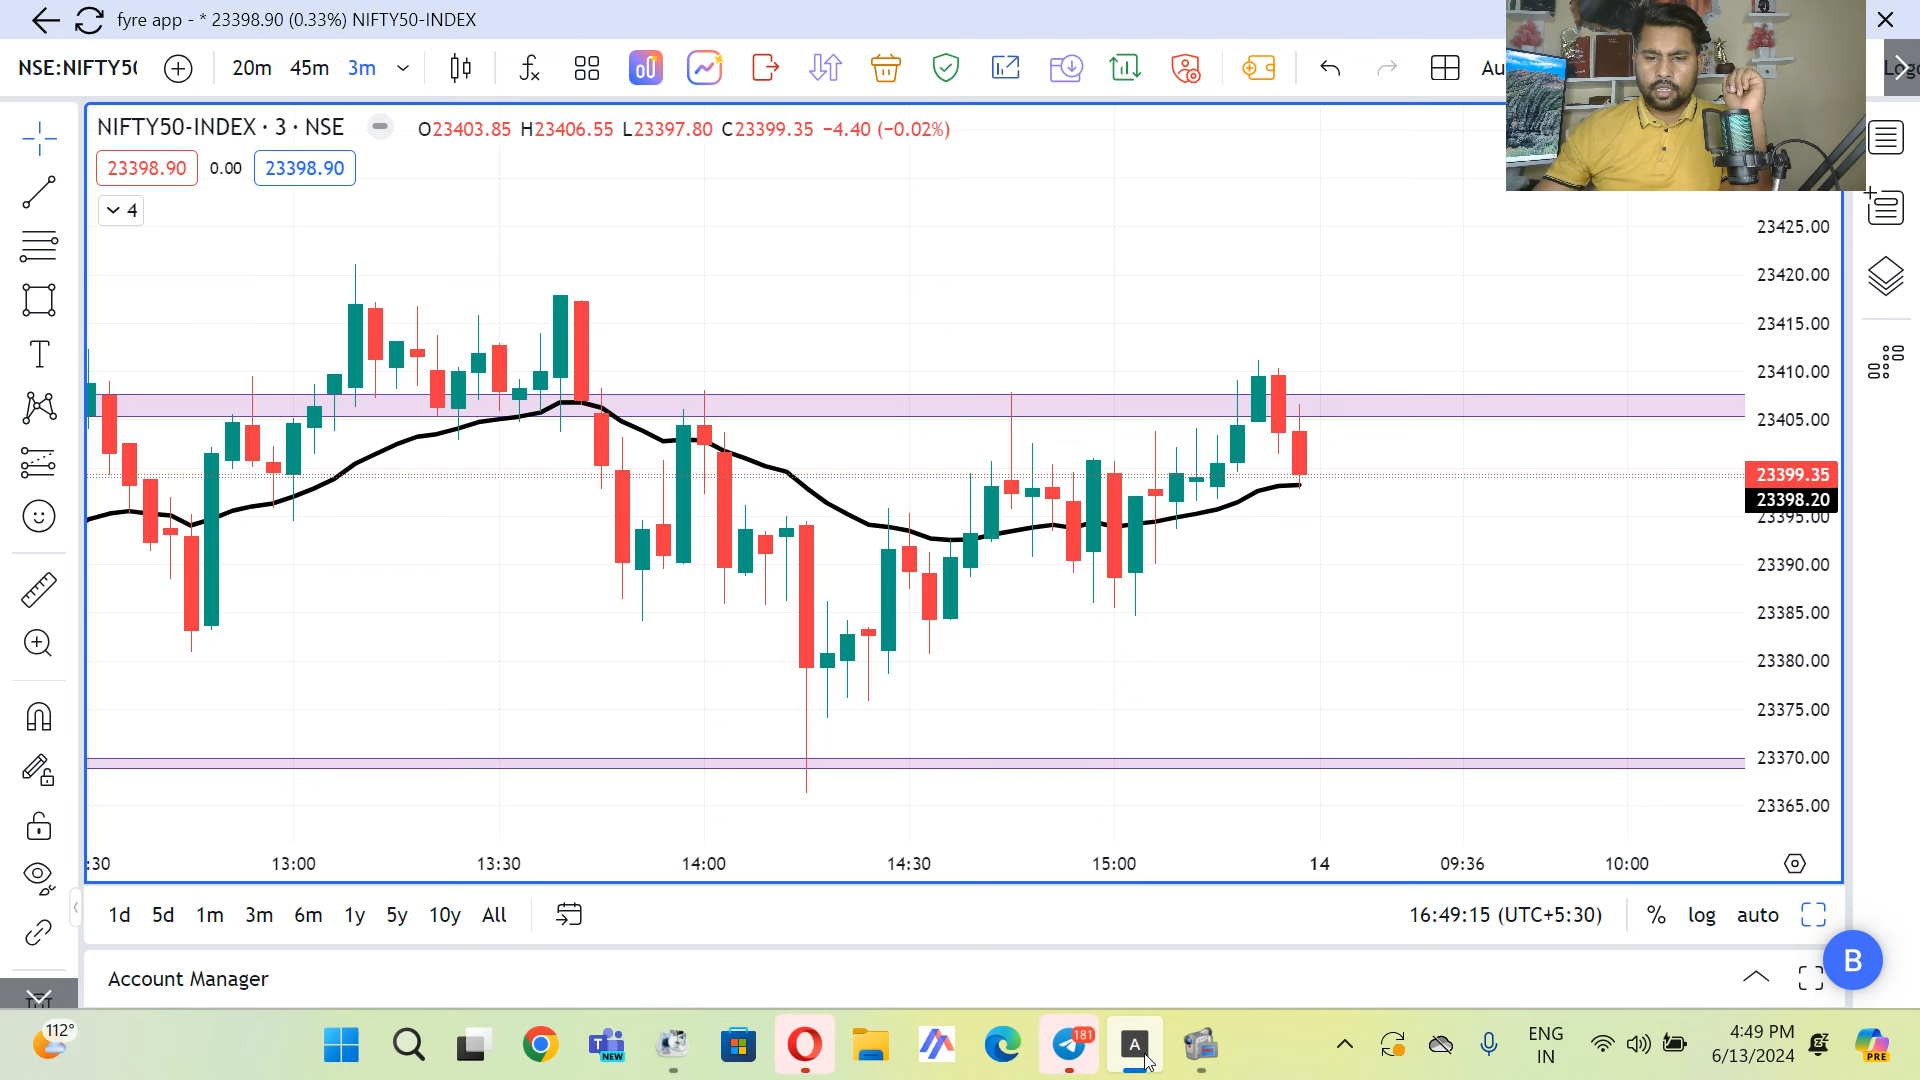 fyre app - * 23398.90 (0.33%) NIFTY50-INDEX
NSE:NIFTY50 20m 45m 3m Au
NIFTY50-INDEX · 3 · NSE O23403.85 H23406.55 L23397.80 C23399.35 −4.40 (−0.02%)
23398.90 0.00 23398.90
4
23425.00
23420.00
23415.00
23410.00
23405.00
23399.35
23398.20
23395.00
23390.00
23385.00
23380.00
23375.00
23370.00
23365.00
:30 13:00 13:30 14:00 14:30 15:00 14 09:36 10:00
1d 5d 1m 3m 6m 1y 5y 10y All 16:49:15 (UTC+5:30) % log auto
Account Manager
B
112°
NEW
181
A
ENG
IN
4:49 PM
6/13/2024
PRE